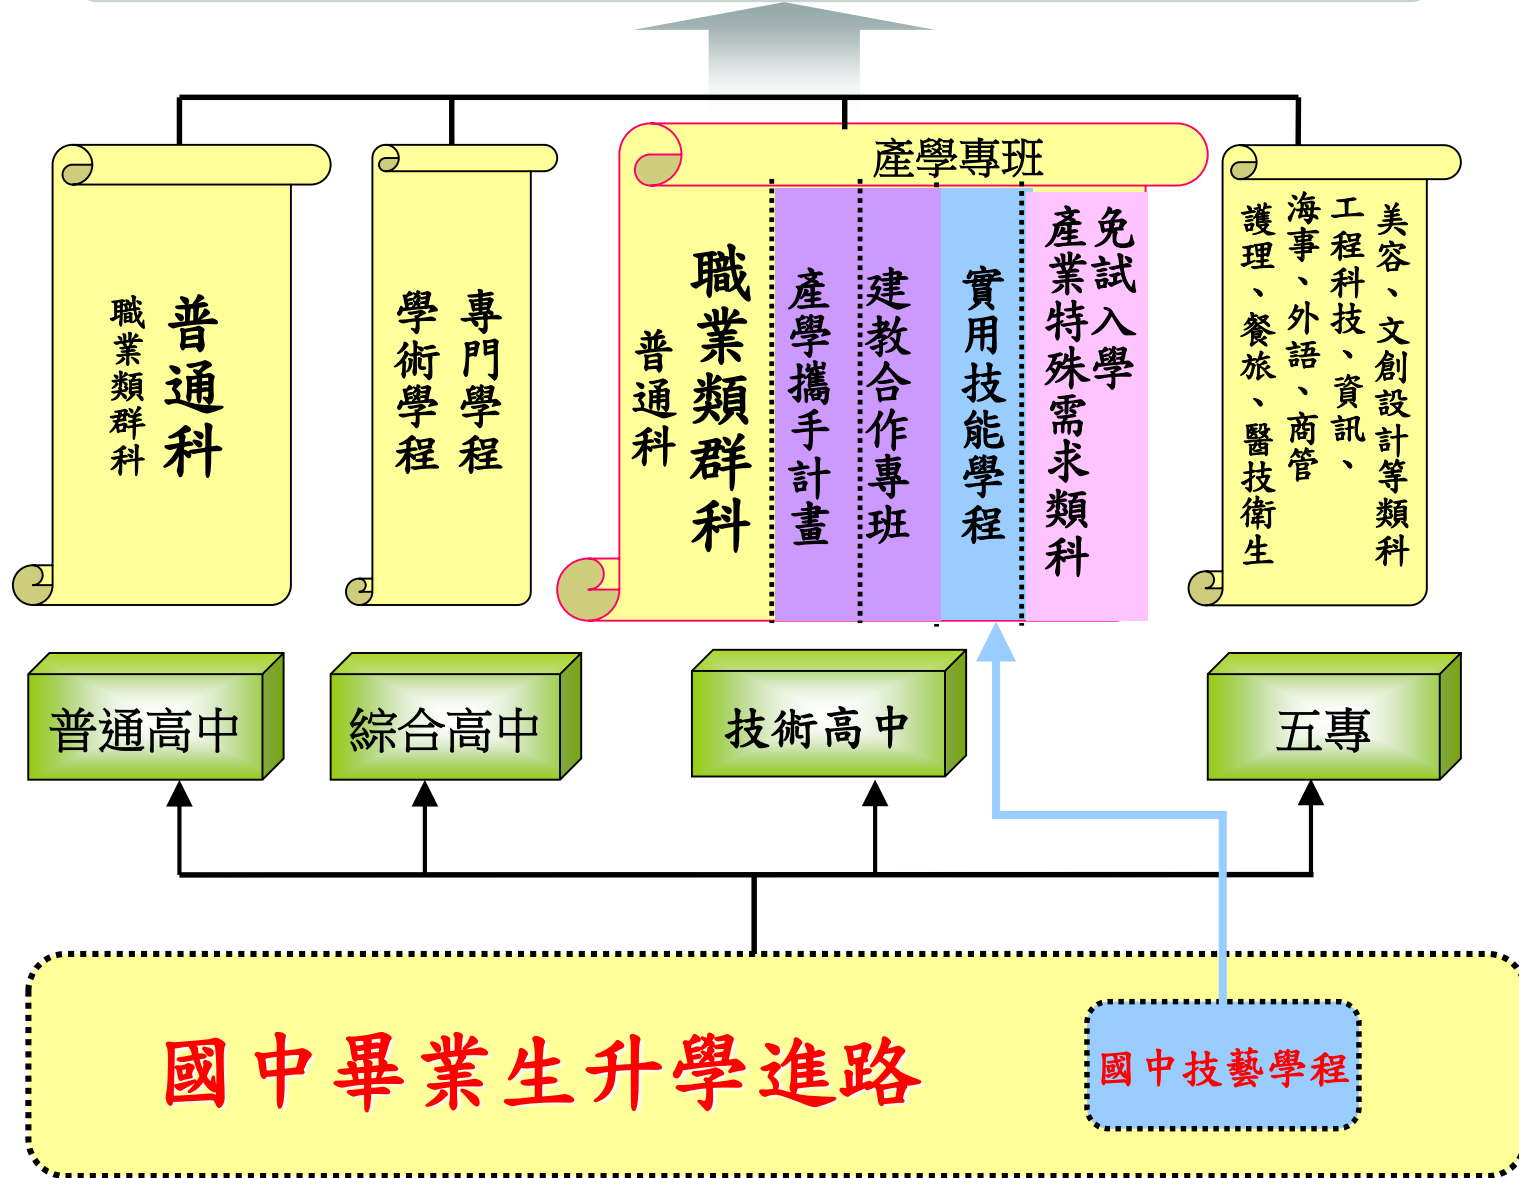 職業類群科
普通科
學術學程
專門學程
產學專班
普通科
職業類群科
產學攜手計畫
建教合作專班
實用技能學程
產業特殊需求類科
免試入學
護理、餐旅、醫技衛生
海事、外語、商管
工程科技、資訊、
美容、文創設計等類科
普通高中
綜合高中
技術高中
五專
國中畢業生升學進路
國中技藝學程